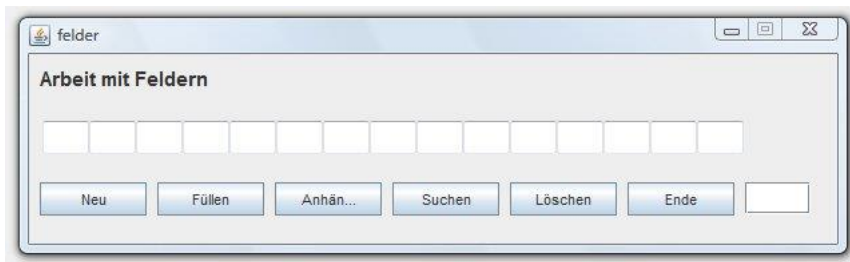 felder
Arbeit mit Feldern
Neu Füllen Anhän... Suchen Löschen Ende